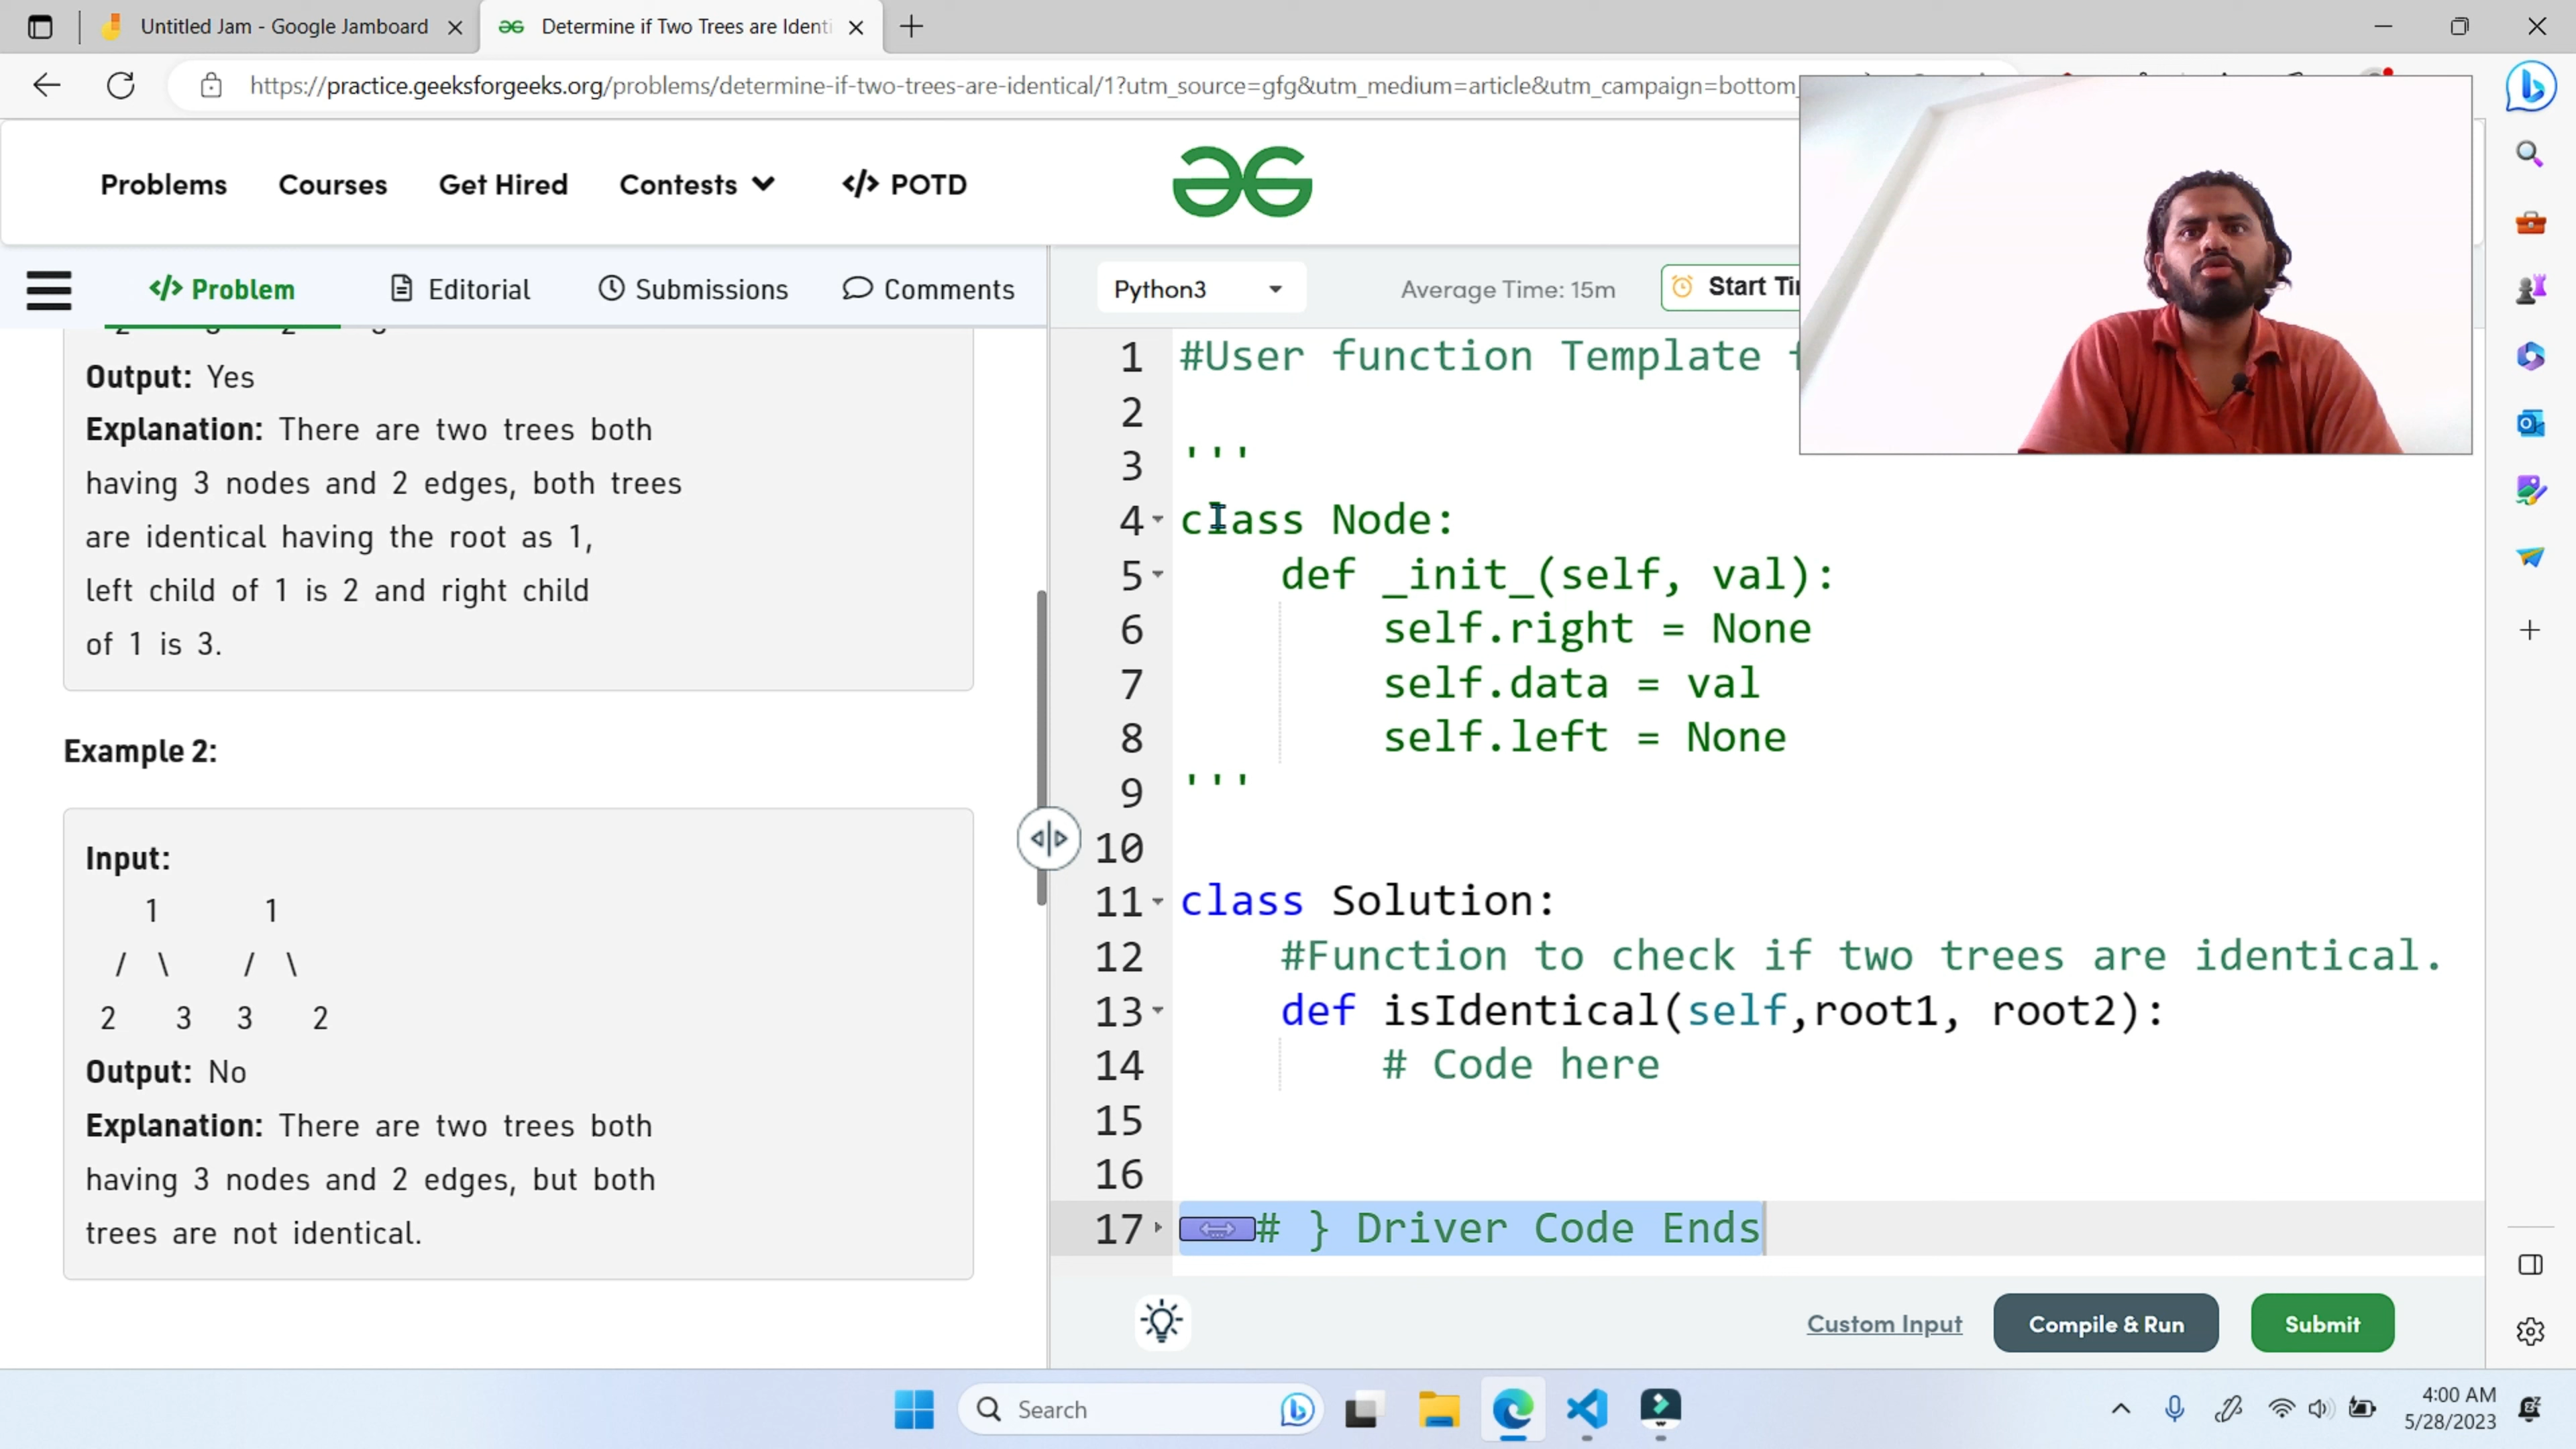 Untitled Jam - Google Jamboard
Determine if Two Trees are Identi
https://practice.geeksforgeeks.org/problems/determine-if-two-trees-are-identical/1?utm_source=gfg&utm_medium=article&utm_campaign=bottom_
Problems
Courses
Get Hired
Contests
</> POTD
</> Problem
Editorial
Submissions
Comments
Python3
Average Time: 15m
Start Ti
Output: Yes
Explanation: There are two trees both
having 3 nodes and 2 edges, both trees
are identical having the root as 1,
left child of 1 is 2 and right child
of 1 is 3.
Example 2:
Input:
1 1
/ \ / \
2 3 3 2
Output: No
Explanation: There are two trees both
having 3 nodes and 2 edges, but both
trees are not identical.
1 #User function Template
2
3 '''
4 class Node:
5 def _init_(self, val):
6 self.right = None
7 self.data = val
8 self.left = None
9 '''
10
11 class Solution:
12 #Function to check if two trees are identical.
13 def isIdentical(self,root1, root2):
14 # Code here
15
16
17 # } Driver Code Ends
Custom Input
Compile & Run
Submit
Search
4:00 AM
5/28/2023